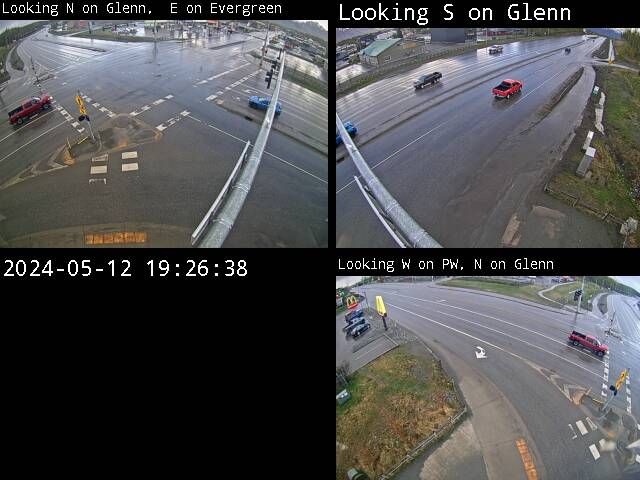 Looking N on Glenn,  E on Evergreen
Looking S on Glenn
2024-05-12 19:26:38
Looking W on PW, N on Glenn